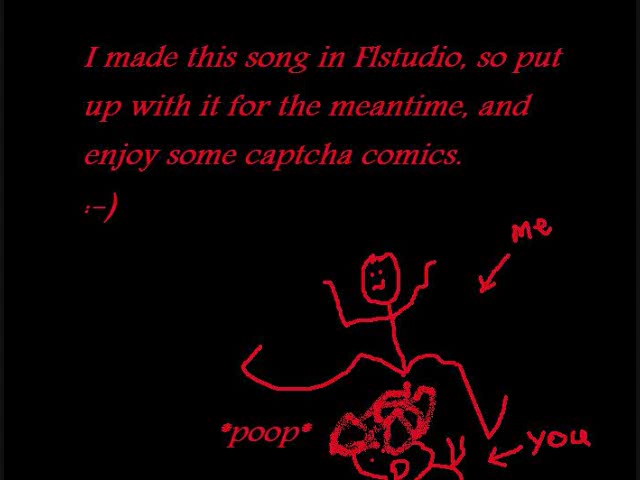 I made this song in Flstudio, so put
up with it for the meantime, and
enjoy some captcha comics.
:-)
me
*poop*
you